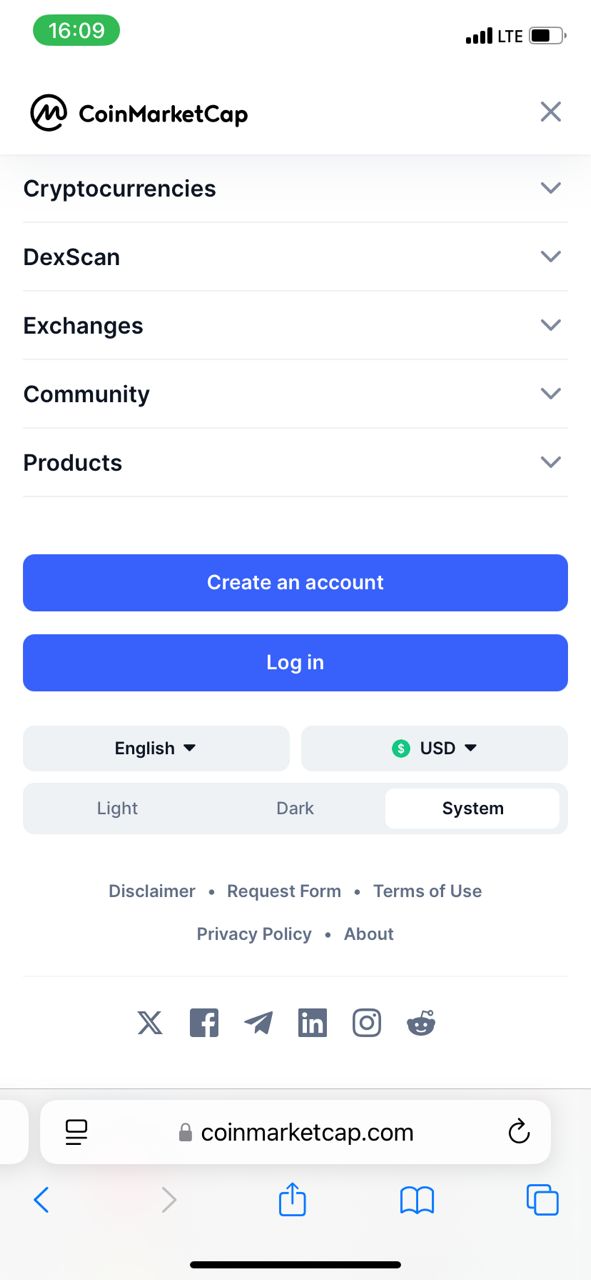 16:09
LTE
CoinMarketCap
Cryptocurrencies
DexScan
Exchanges
Community
Products
Create an account
Log in
English
$ USD
Light Dark System
Disclaimer • Request Form • Terms of Use
Privacy Policy • About
coinmarketcap.com